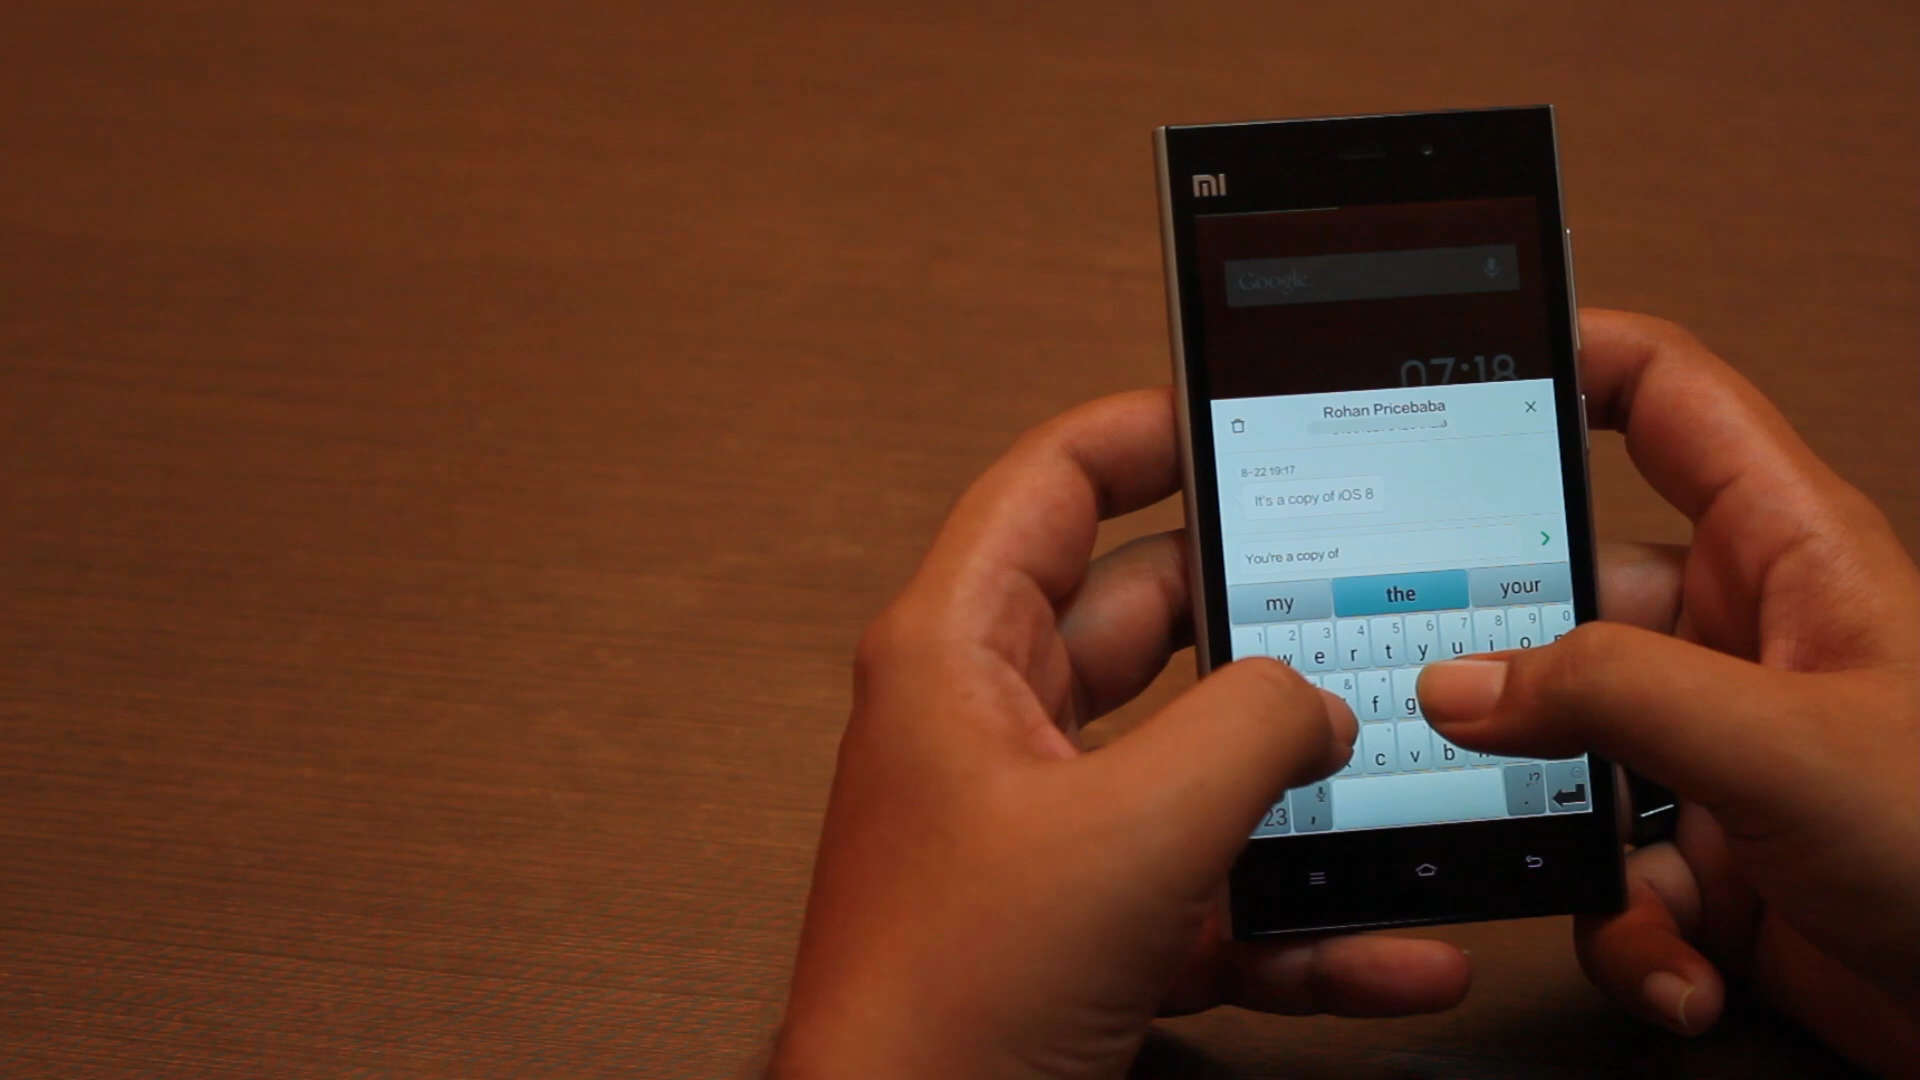 mi
Google
07:18
Rohan Pricebaba
8-22 19:17
It's a copy of iOS 8
You're a copy of
my the your
1 2 3 4 5 6 7 8 9 0
w e r t y u i o p
& *
f g
c v b
!?
23 , .